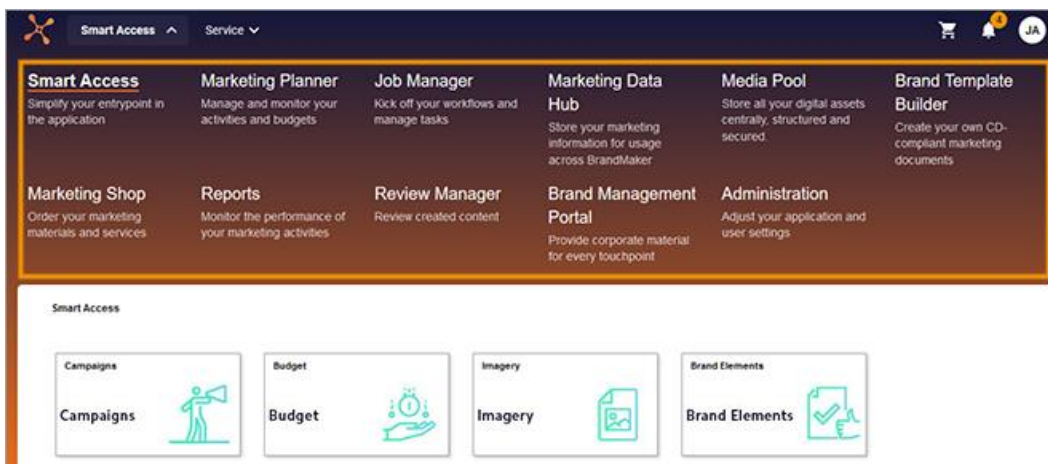 Smart Access Service 4 JA
Smart Access
Simplify your entrypoint in
the application
Marketing Planner
Manage and monitor your
activities and budgets
Job Manager
Kick off your workflows and
manage tasks
Marketing Data
Hub
Store your marketing
information for usage
across BrandMaker
Media Pool
Store all your digital assets
centrally, structured and
secured.
Brand Template
Builder
Create your own CD-
compliant marketing
documents
Marketing Shop
Order your marketing
materials and services
Reports
Monitor the performance of
your marketing activities
Review Manager
Review created content
Brand Management
Portal
Provide corporate material
for every touchpoint
Administration
Adjust your application and
user settings
Smart Access
Campaigns
Campaigns
Budget
Budget
Imagery
Imagery
Brand Elements
Brand Elements